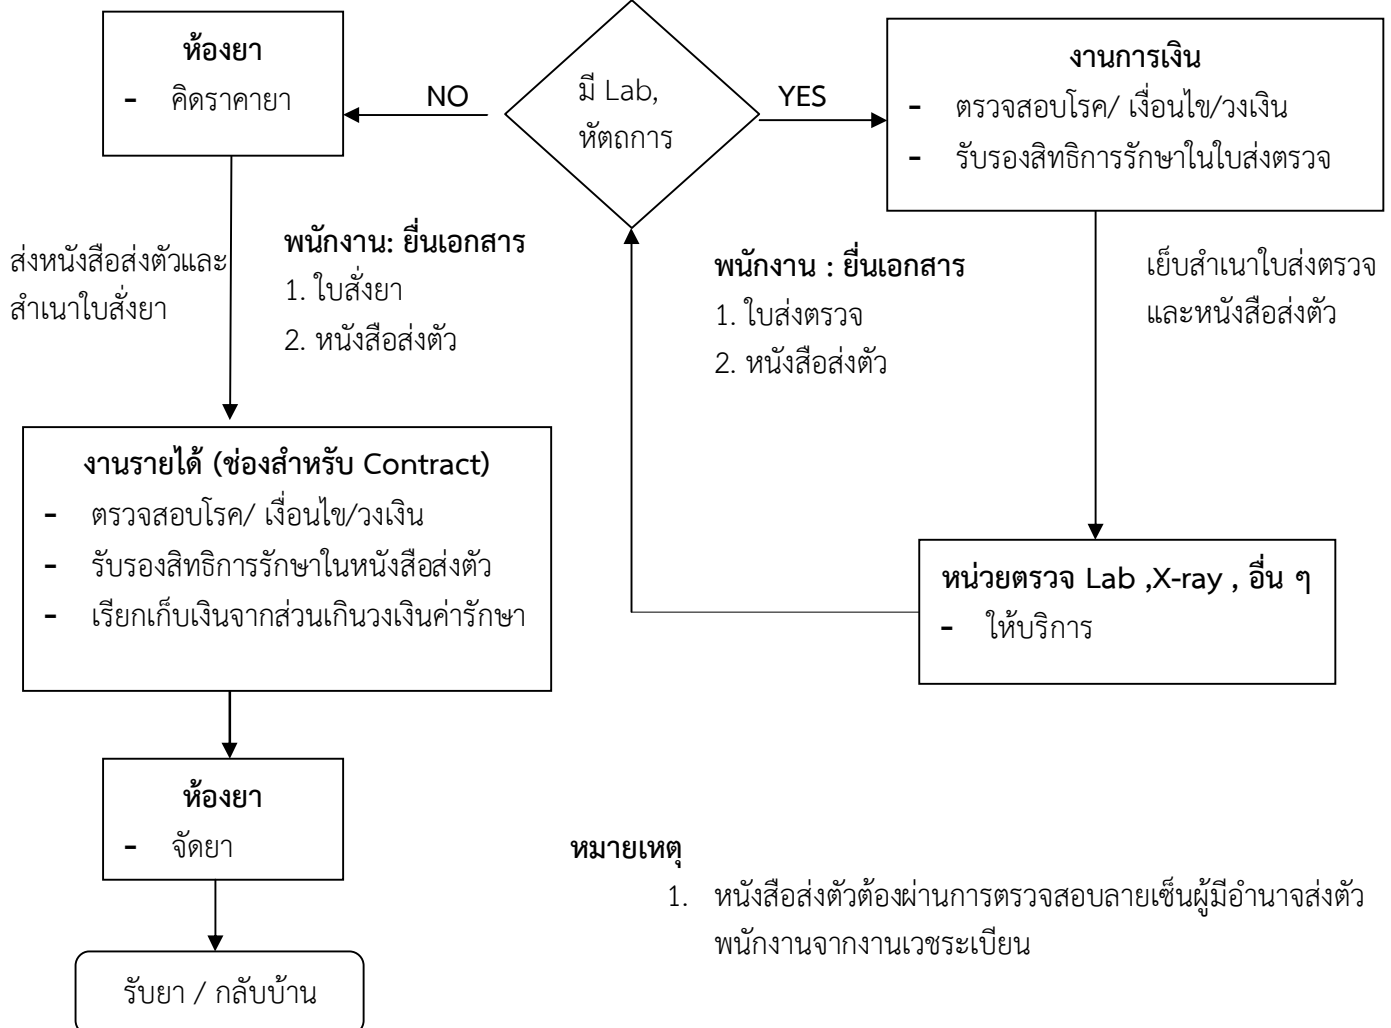 ห้องยา
- คิดราคายา
NO
มี Lab,
หัตถการ
YES
งานการเงิน
- ตรวจสอบโรค/ เงื่อนไข/วงเงิน
- รับรองสิทธิการรักษาในใบส่งตรวจ
ส่งหนังสือส่งตัวและ
สำเนาใบสั่งยา
พนักงาน: ยื่นเอกสาร
1. ใบสั่งยา
2. หนังสือส่งตัว
พนักงาน : ยื่นเอกสาร
1. ใบส่งตรวจ
2. หนังสือส่งตัว
เย็บสำเนาใบส่งตรวจ
และหนังสือส่งตัว
งานรายได้ (ช่องสำหรับ Contract)
- ตรวจสอบโรค/ เงื่อนไข/วงเงิน
- รับรองสิทธิการรักษาในหนังสือส่งตัว
- เรียกเก็บเงินจากส่วนเกินวงเงินค่ารักษา
หน่วยตรวจ Lab ,X-ray , อื่น ๆ
- ให้บริการ
ห้องยา
- จัดยา
รับยา / กลับบ้าน
หมายเหตุ
1. หนังสือส่งตัวต้องผ่านการตรวจสอบลายเซ็นผู้มีอำนาจส่งตัว
พนักงานจากงานเวชระเบียน